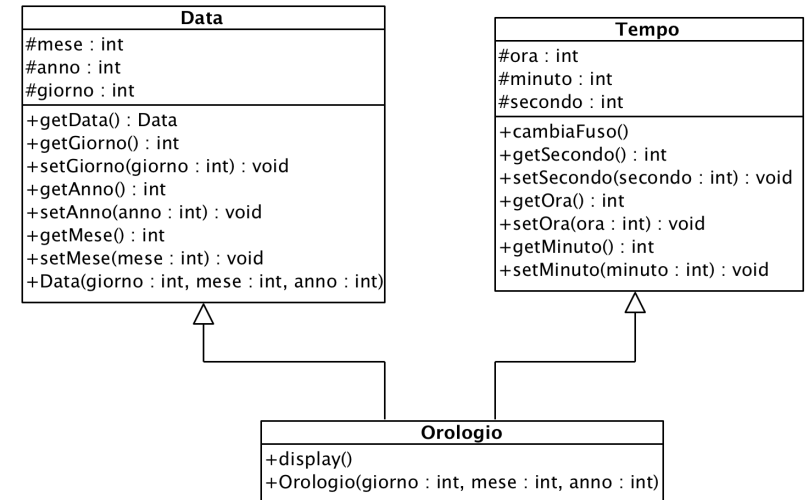 Data
#mese : int
#anno : int
#giorno : int
+getData() : Data
+getGiorno() : int
+setGiorno(giorno : int) : void
+getAnno() : int
+setAnno(anno : int) : void
+getMese() : int
+setMese(mese : int) : void
+Data(giorno : int, mese : int, anno : int)
Tempo
#ora : int
#minuto : int
#secondo : int
+cambiaFuso()
+getSecondo() : int
+setSecondo(secondo : int) : void
+getOra() : int
+setOra(ora : int) : void
+getMinuto() : int
+setMinuto(minuto : int) : void
Orologio
+display()
+Orologio(giorno : int, mese : int, anno : int)